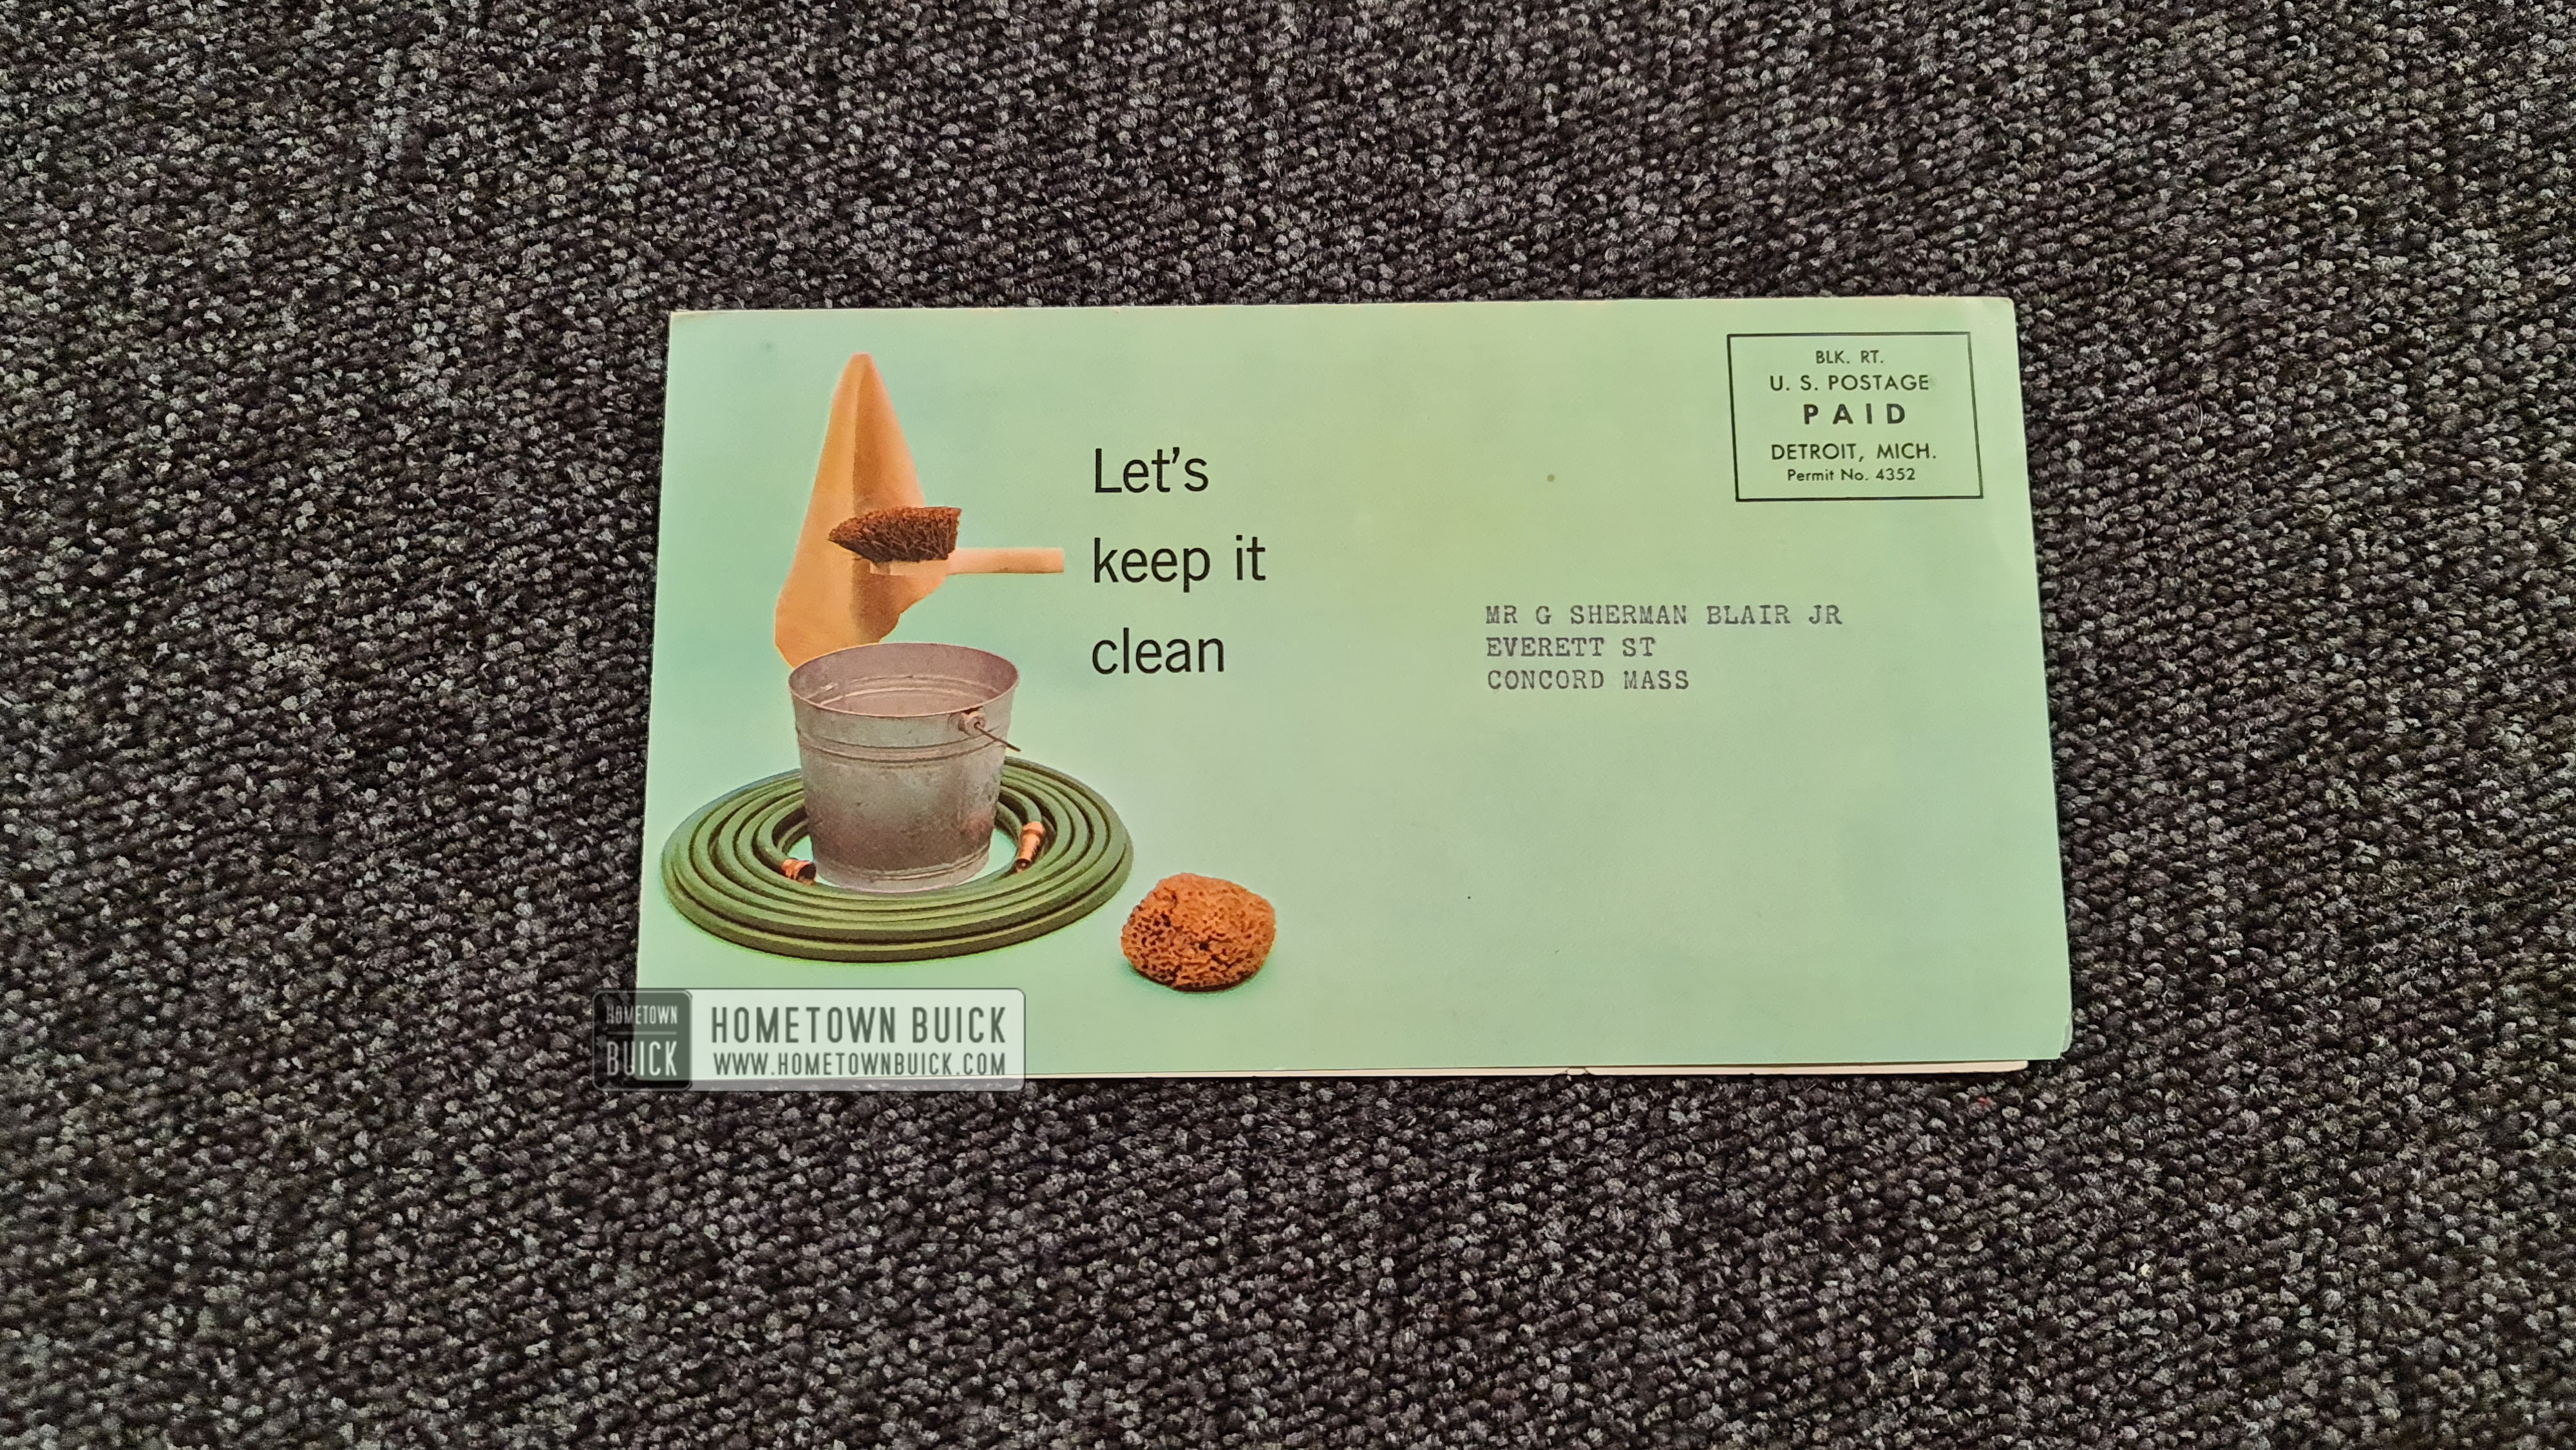 BLK. RT.
U. S. POSTAGE
PAID
DETROIT, MICH.
Permit No. 4352
Let's
keep it
clean
MR G SHERMAN BLAIR JR
EVERETT ST
CONCORD MASS
HOMETOWN
BUICK
HOMETOWN BUICK
WWW.HOMETOWNBUICK.COM